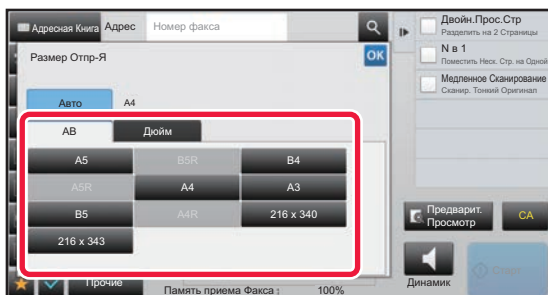 Адресная Книга
Адрес
Номер факса
Размер Отпр-Я
OK
Авто
A4
AB
Дюйм
A5
B5R
B4
A5R
A4
A3
B5
A4R
216 x 340
216 x 343
Прочие
Память приема Факса :
100%
Двойн.Прос.Стр
Разделить на 2 Страницы
N в 1
Поместить Неск. Стр. на Одной
Медленное Сканирование
Сканир. Тонкий Оригинал
Предварит.
Просмотр
CA
Динамик
Старт